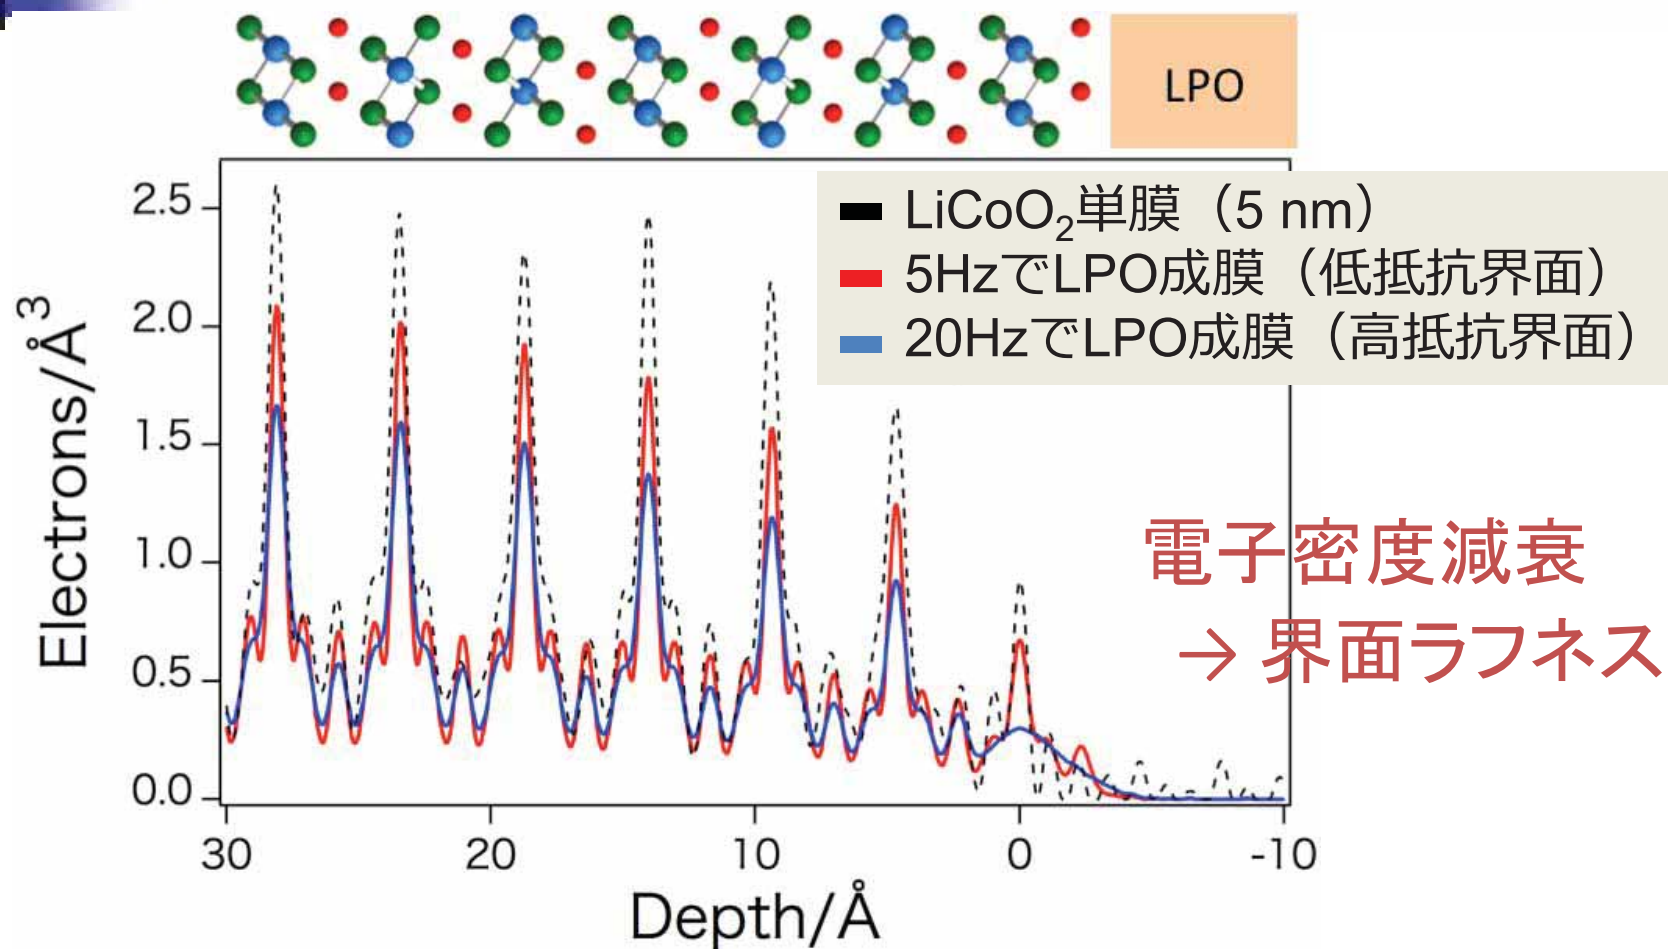 LPO
LiCoO₂単膜（5 nm）
5HzでLPO成膜（低抵抗界面）
20HzでLPO成膜（高抵抗界面）
2.5
2.0
1.5
1.0
0.5
0.0
Electrons/Å³
電子密度減衰
→ 界面ラフネス
30 20 10 0 -10
Depth/Å